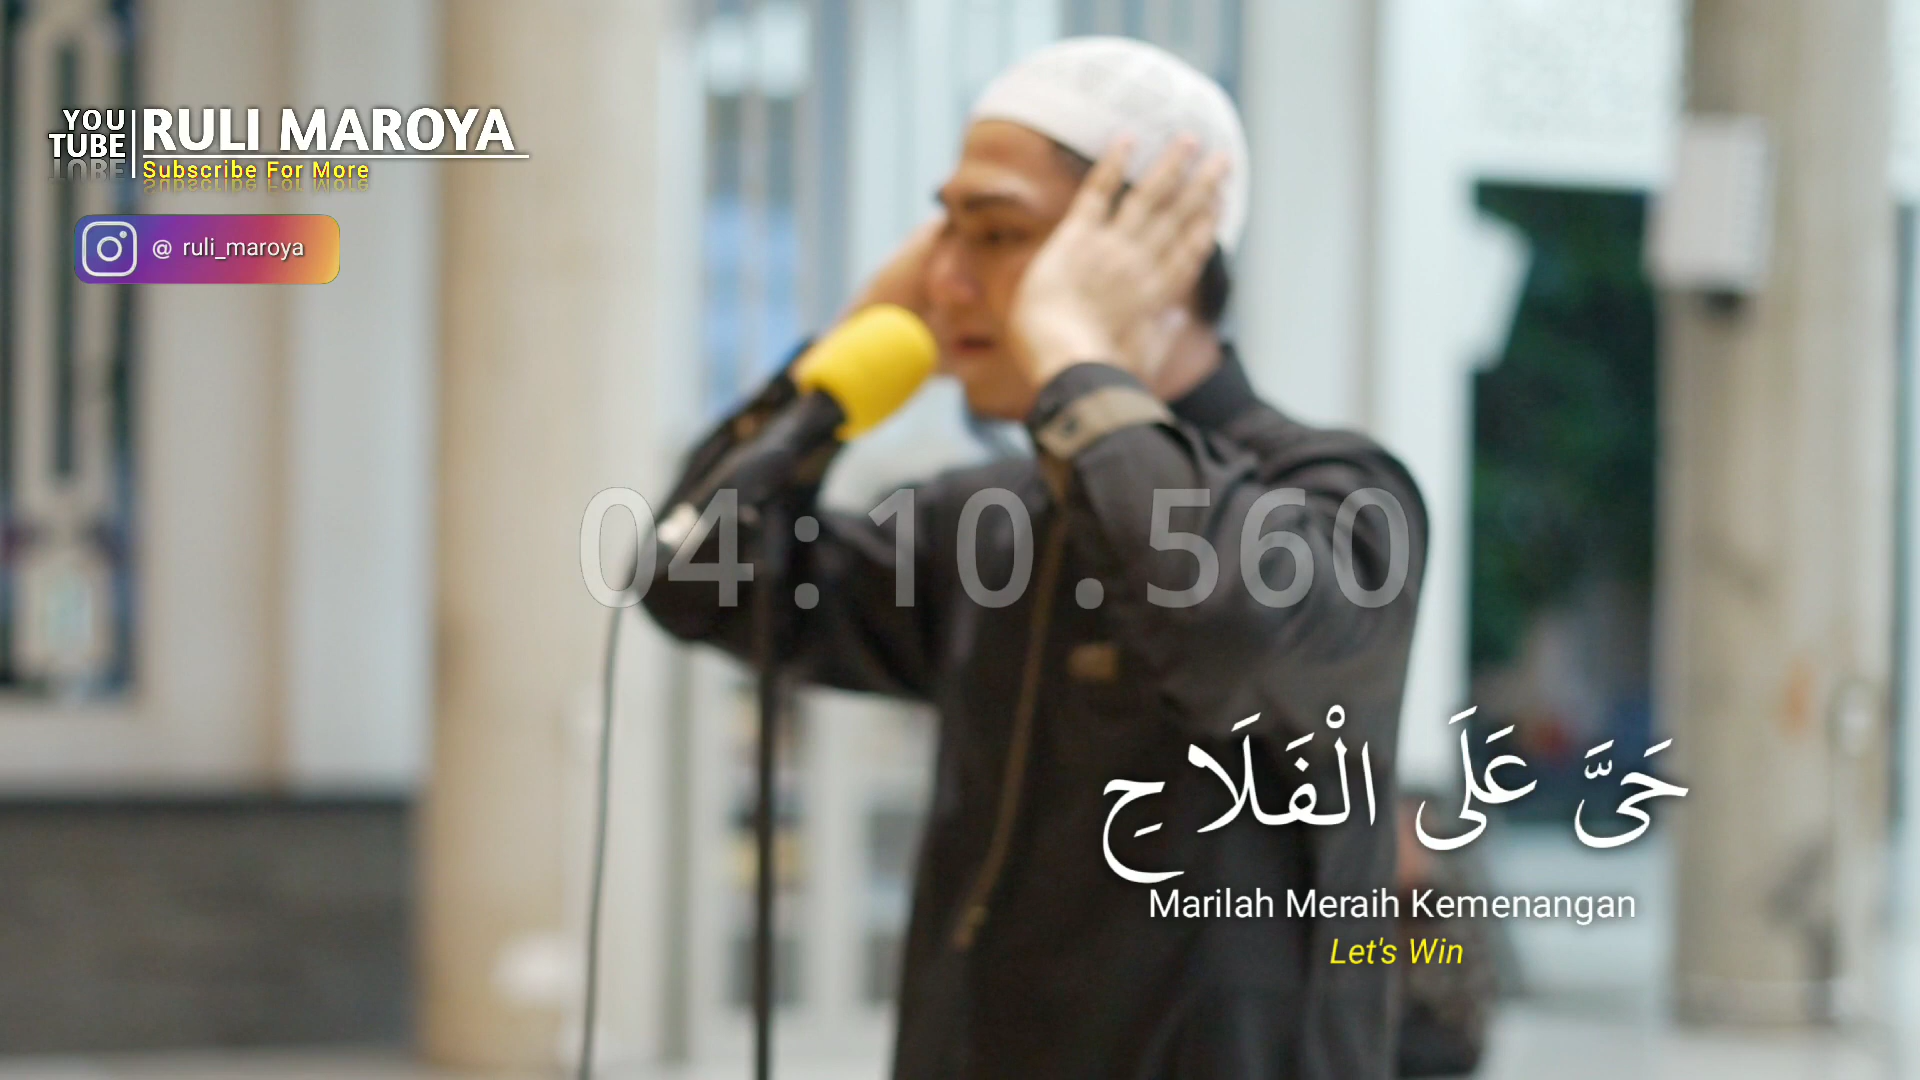 YOU
TUBE
RULI MAROYA
Subscribe For More
@ ruli_maroya
04:10.560
حَيَّ عَلَى الْفَلَاحِ
Marilah Meraih Kemenangan
Let's Win